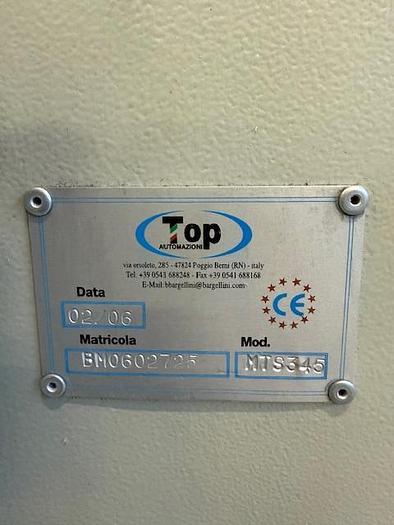 Top
AUTOMAZIONI
via orsoleto, 285 - 47824 Poggio Berni (RN) - italy
Tel. +39 0541 688248 - Fax +39 0541 688168
E-Mail: bbargellini@bargellini.com
Data
02/06
CE
Matricola
Mod.
BM0602725
MTS345